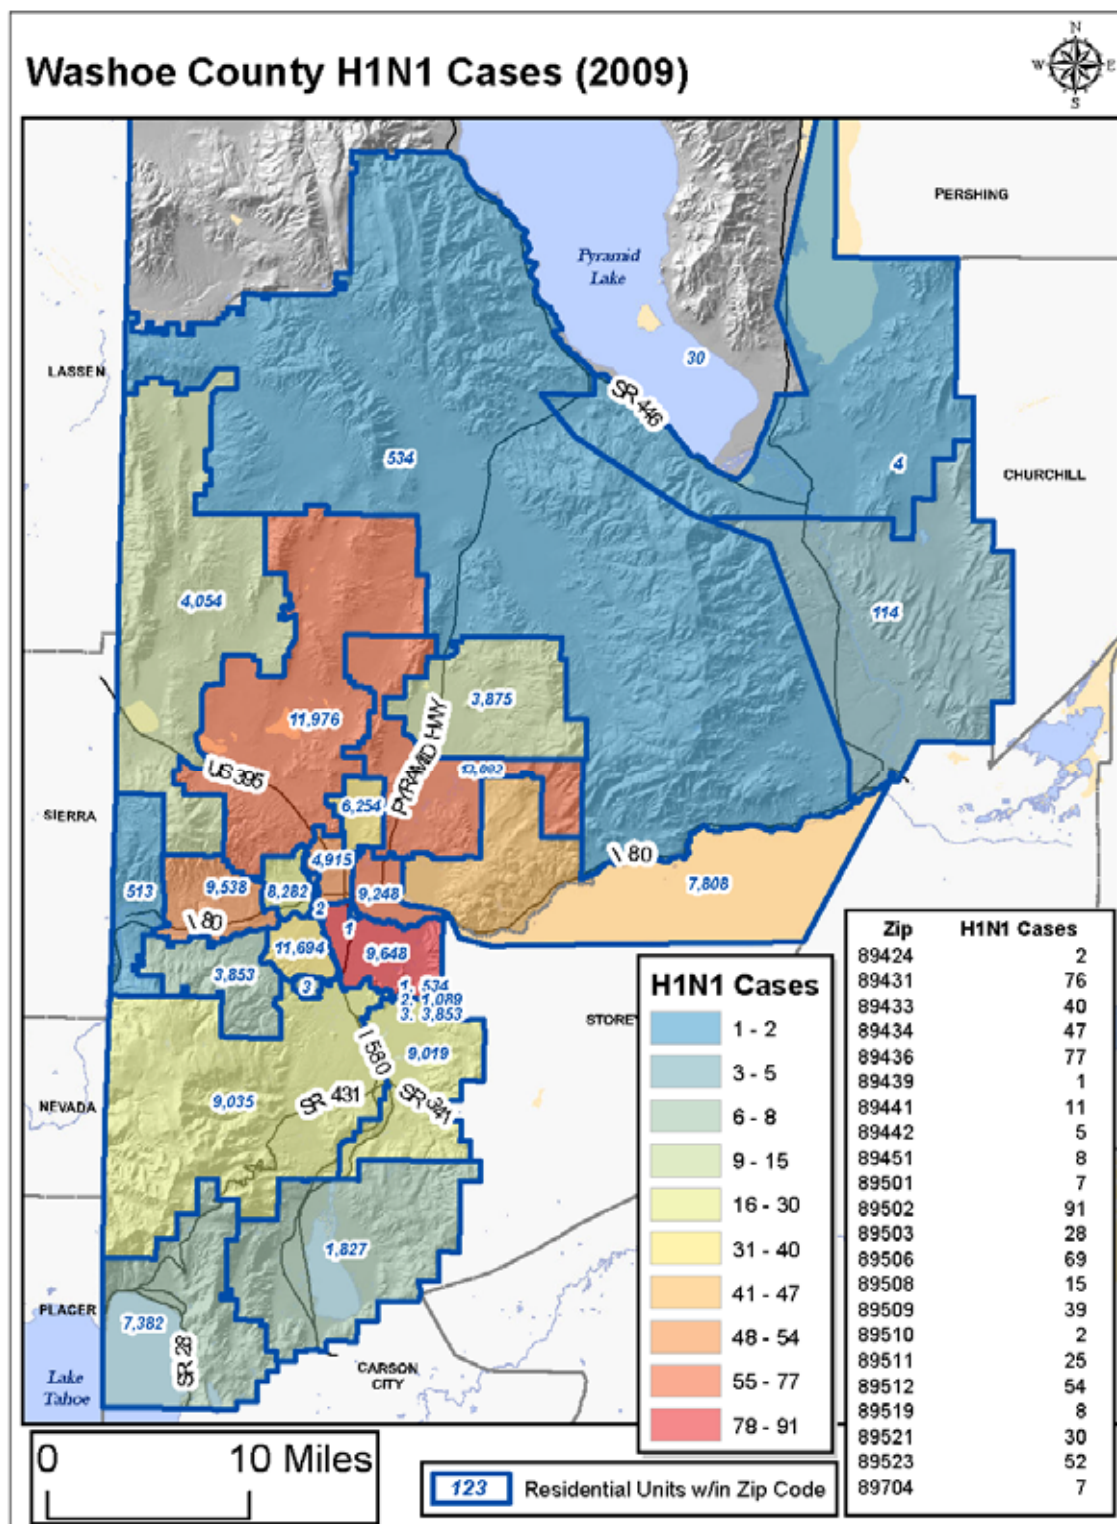 Washoe County H1N1 Cases (2009)
N
W E
S
PERSHING
Pyramid
Lake
30
LASSEN
SR 446
534
4
CHURCHILL
4,054
114
3,875
11,976
PYRAMID HWY
US 395
6,254
SIERRA
4,915
I 80
513
9,538
8,282
9,248
7,808
2
1
I 80
11,694
9,648
3,853
3
1, 534
2. 1,089
3. 3,853
STORE
I 580
9,019
SR 431
SR 341
NEVADA
9,035
1,827
PLACER
7,382
SR 28
CARSON
CITY
Lake
Tahoe
H1N1 Cases
1 - 2
3 - 5
6 - 8
9 - 15
16 - 30
31 - 40
41 - 47
48 - 54
55 - 77
78 - 91
Zip H1N1 Cases
89424 2
89431 76
89433 40
89434 47
89436 77
89439 1
89441 11
89442 5
89451 8
89501 7
89502 91
89503 28
89506 69
89508 15
89509 39
89510 2
89511 25
89512 54
89519 8
89521 30
89523 52
89704 7
0 10 Miles
123 Residential Units w/in Zip Code